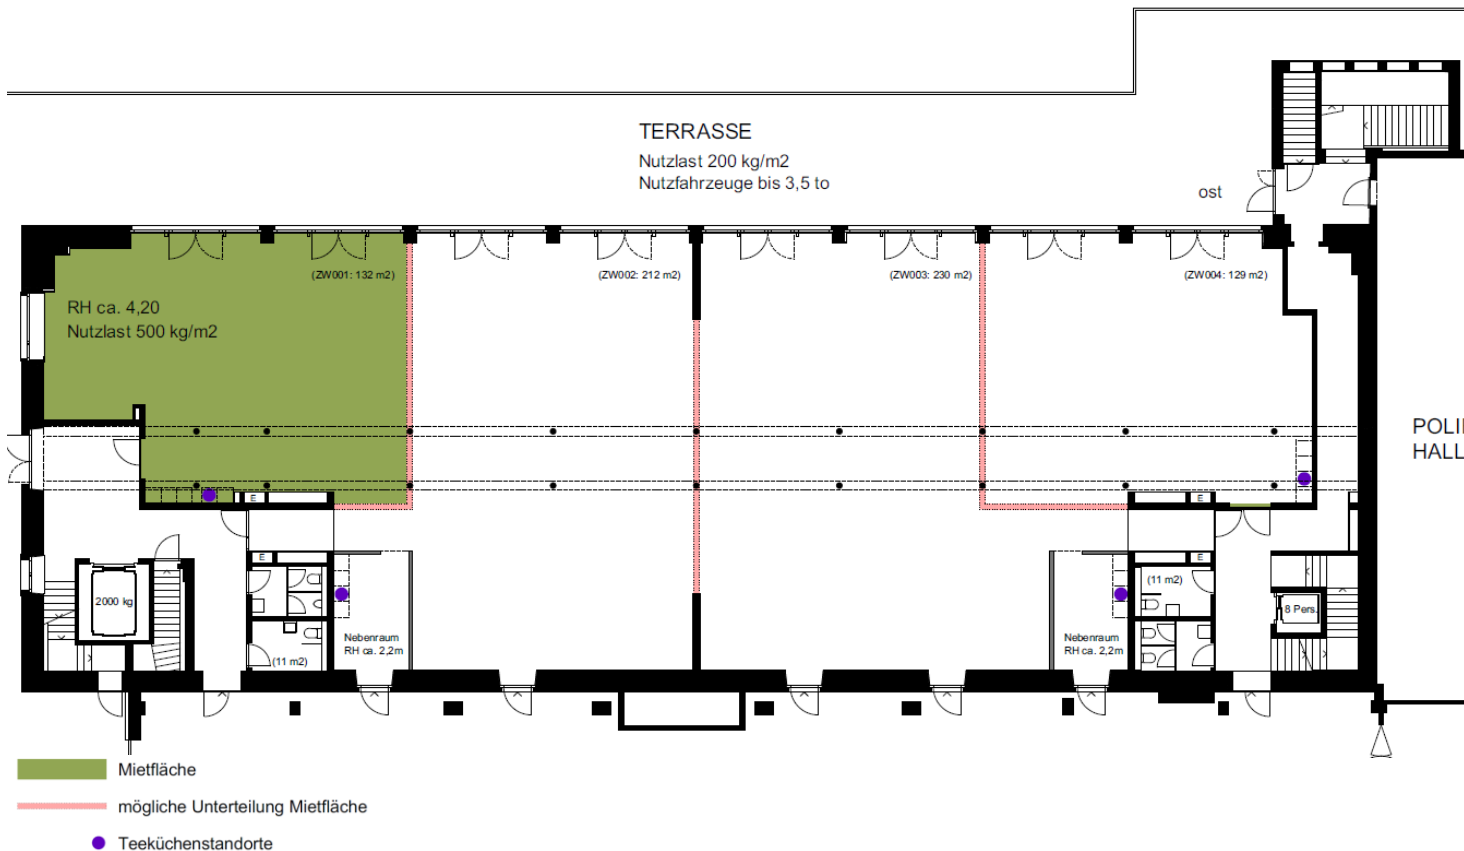 TERRASSE
Nutzlast 200 kg/m2
Nutzfahrzeuge bis 3,5 to
ost
(ZW001: 132 m2)
(ZW002: 212 m2)
(ZW003: 230 m2)
(ZW004: 129 m2)
RH ca. 4,20
Nutzlast 500 kg/m2
HALL
E
E
E
E
2000 kg
(11 m2)
8 Pers.
Nebenraum
RH ca. 2,2m
Nebenraum
RH ca. 2,2m
(11 m2)
Mietfläche
mögliche Unterteilung Mietfläche
Teeküchenstandorte